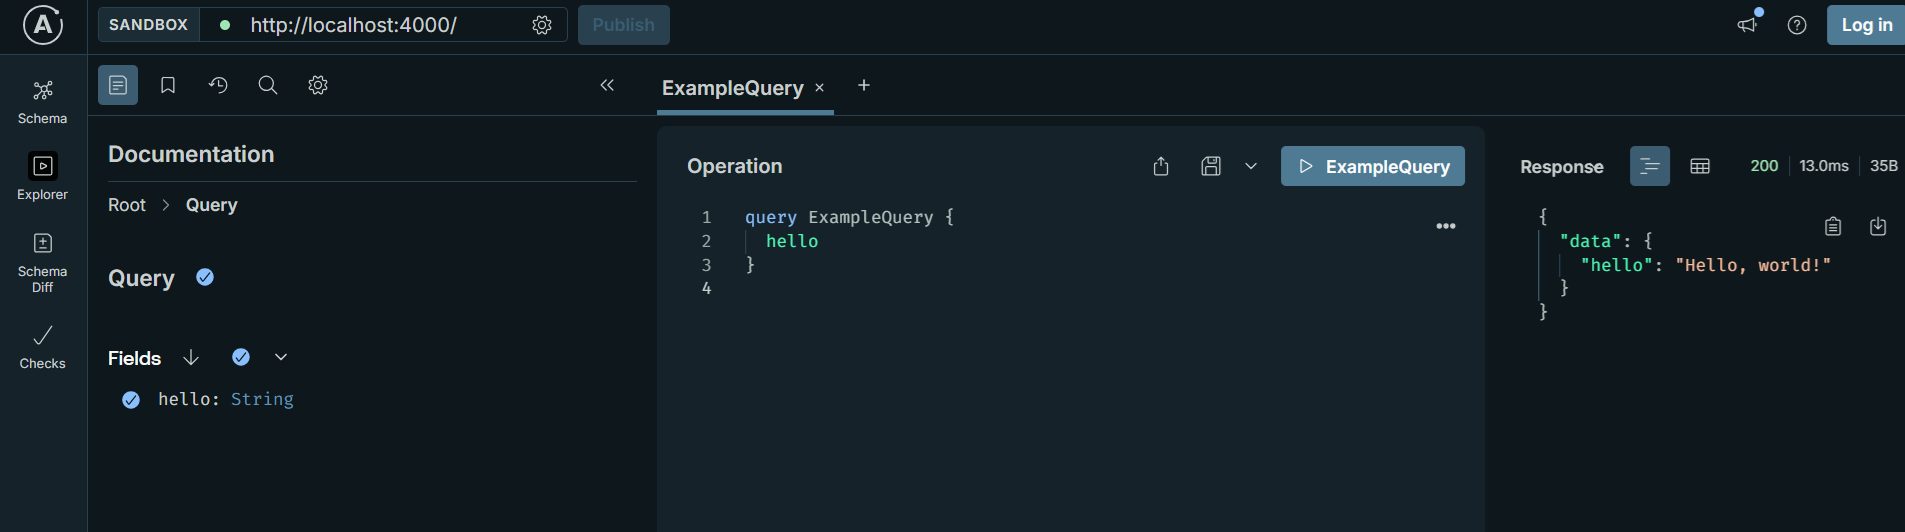 A
SANDBOX
http://localhost:4000/
Publish
Log in
Schema
Explorer
Schema Diff
Checks
ExampleQuery
Documentation
Root > Query
Query
Fields
hello: String
Operation
ExampleQuery
1 query ExampleQuery {
2 hello
3 }
4
Response
200
13.0ms
35B
{
"data": {
"hello": "Hello, world!"
}
}